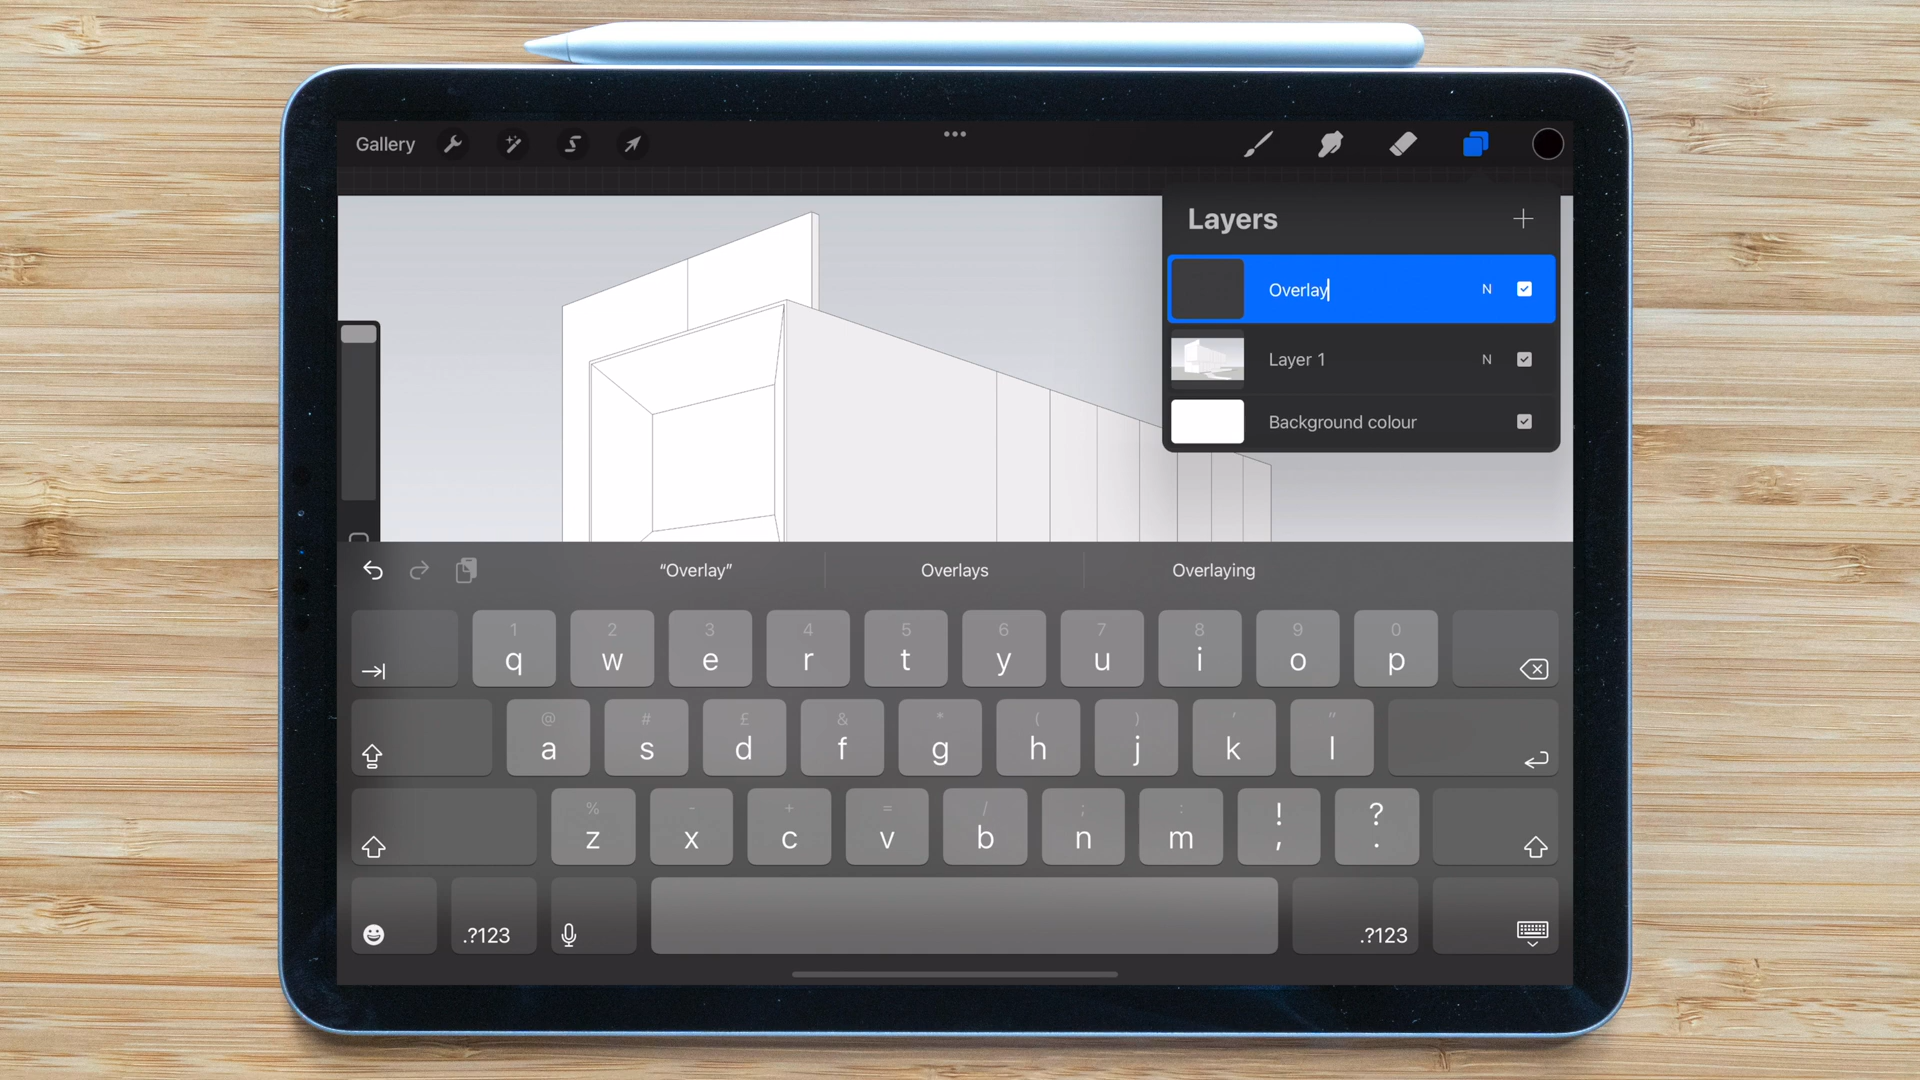 Gallery
Layers
Overlay N
Layer 1 N
Background colour
“Overlay” Overlays Overlaying
1 2 3 4 5 6 7 8 9 0
q w e r t y u i o p
@ # £ & * ( ) ' "
a s d f g h j k l
% - + = / ; : ! ?
z x c v b n m , .
.?123 .?123